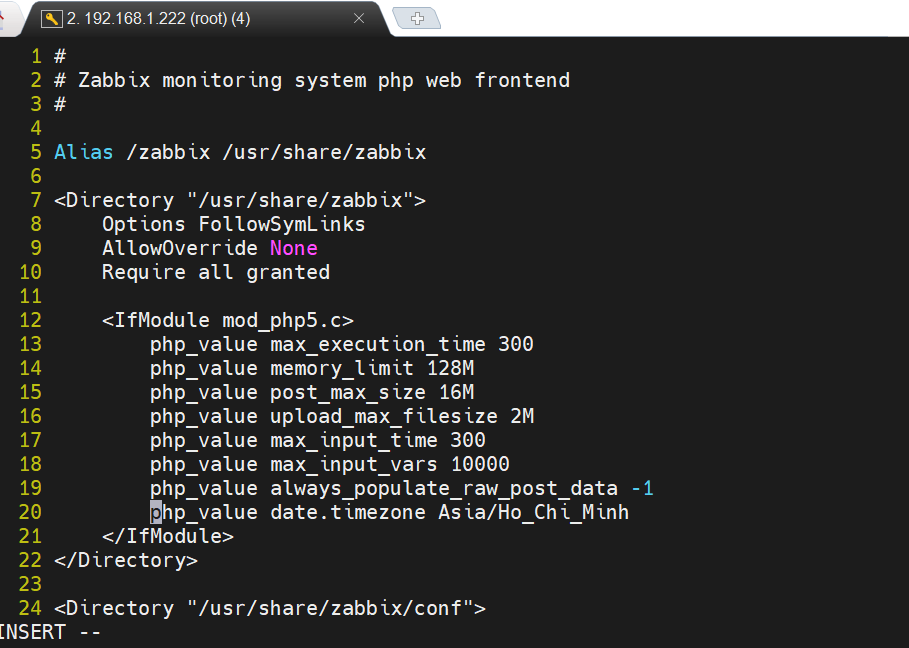 2. 192.168.1.222 (root) (4)
1 #
2 # Zabbix monitoring system php web frontend
3 #
4
5 Alias /zabbix /usr/share/zabbix
6
7 <Directory "/usr/share/zabbix">
8     Options FollowSymLinks
9     AllowOverride None
10     Require all granted
11
12     <IfModule mod_php5.c>
13         php_value max_execution_time 300
14         php_value memory_limit 128M
15         php_value post_max_size 16M
16         php_value upload_max_filesize 2M
17         php_value max_input_time 300
18         php_value max_input_vars 10000
19         php_value always_populate_raw_post_data -1
20         php_value date.timezone Asia/Ho_Chi_Minh
21     </IfModule>
22 </Directory>
23
24 <Directory "/usr/share/zabbix/conf">
INSERT --